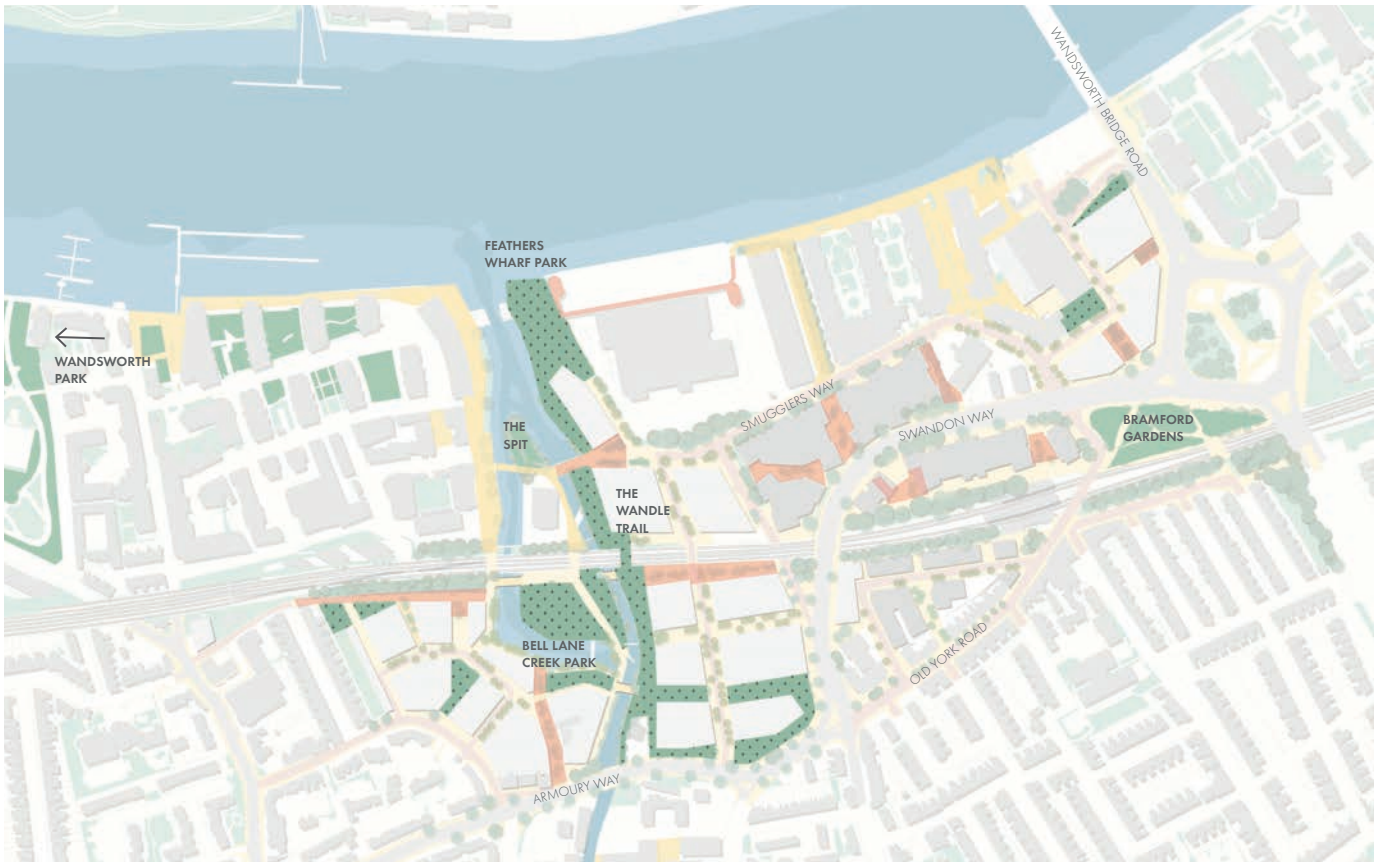 WANDSWORTH BRIDGE ROAD
FEATHERS
WHARF PARK
WANDSWORTH
PARK
SMUGGLERS WAY
SWANDON WAY
BRAMFORD
GARDENS
THE
SPIT
THE
WANDLE
TRAIL
BELL LANE
CREEK PARK
OLD YORK ROAD
ARMOURY WAY